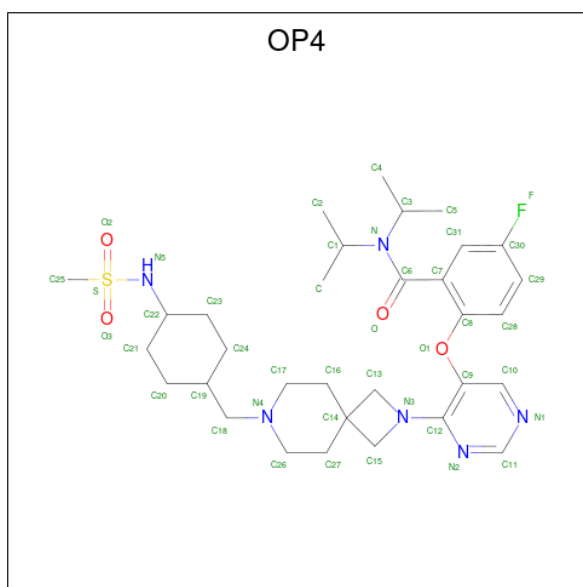 OP4
C4
C2 C3 C5 F
O2 N C31
C1 C30
N5 H N C6 C7 C29
C25 S C23 O C8 C28
O3 C22 C24 O1
C21 C17 C16 C13 C9 C10
C20 C19 N4 C14 N3 C12 N1
C18 C26 C27 C15 N2 C11
C